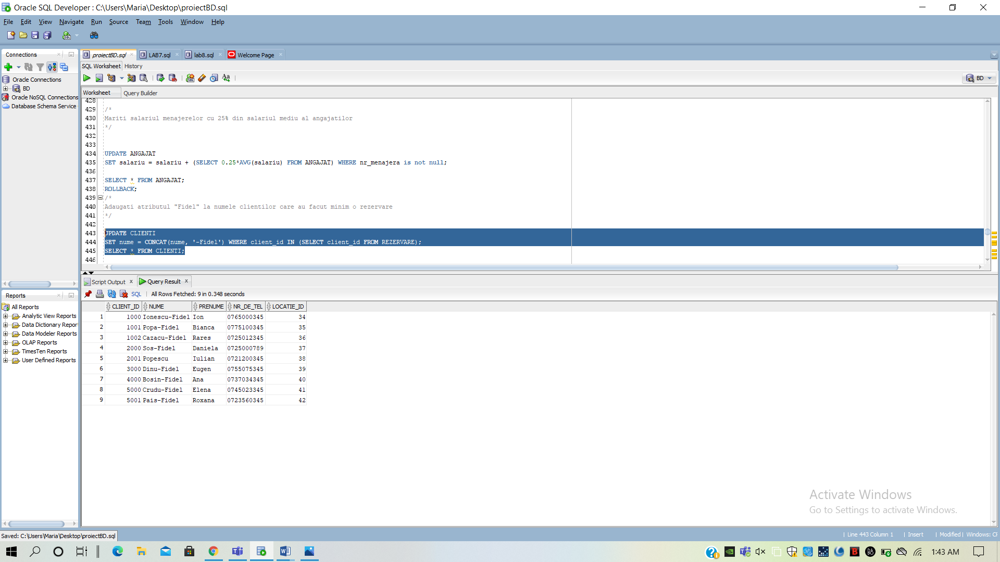 Oracle SQL Developer : C:\Users\Maria\Desktop\proiectBD.sql
File Edit View Navigate Run Source Team Tools Window Help
Connections
proiectBD.sql LAB7.sql lab8.sql Welcome Page
SQL Worksheet History
Oracle Connections
BD
Oracle NoSQL Connections
Database Schema Service
BD
Worksheet Query Builder
428
429 /*
430 Mariti salariul menajerelor cu 25% din salariul mediu al angajatilor
431 */
432
433
434 UPDATE ANGAJAT
435 SET salariu = salariu + (SELECT 0.25*AVG(salariu) FROM ANGAJAT) WHERE nr_menajera is not null;
436
437 SELECT * FROM ANGAJAT;
438 ROLLBACK;
439 /*
440 Adaugati atributul "Fidel" la numele clientilor care au facut minim o rezervare
441 */
442
443 UPDATE CLIENTI
444 SET nume = CONCAT(nume, '-Fidel') WHERE client_id IN (SELECT client_id FROM REZERVARE);
445 SELECT * FROM CLIENTI;
446
Script Output x Query Result x
SQL | All Rows Fetched: 9 in 0.348 seconds
CLIENT_ID NUME PRENUME NR_DE_TEL LOCATIE_ID
1 1000 Ionescu-Fidel Ion 0765000345 34
2 1001 Popa-Fidel Bianca 0775100345 35
3 1002 Cazacu-Fidel Rares 0725012345 36
4 2000 Sos-Fidel Daniela 0725000789 37
5 2001 Popescu Iulian 0721200345 38
6 3000 Dinu-Fidel Eugen 0755075345 39
7 4000 Bosin-Fidel Ana 0737034345 40
8 5000 Crudu-Fidel Elena 0745023345 41
9 5001 Pais-Fidel Roxana 0723560345 42
Reports
All Reports
Analytic View Reports
Data Dictionary Repor
Data Modeler Reports
OLAP Reports
TimesTen Reports
User Defined Reports
Activate Windows
Go to Settings to activate Windows.
Saved: C:\Users\Maria\Desktop\proiectBD.sql
| Line 443 Column 1 | Insert | Modified | Windows: CF
1:43 AM